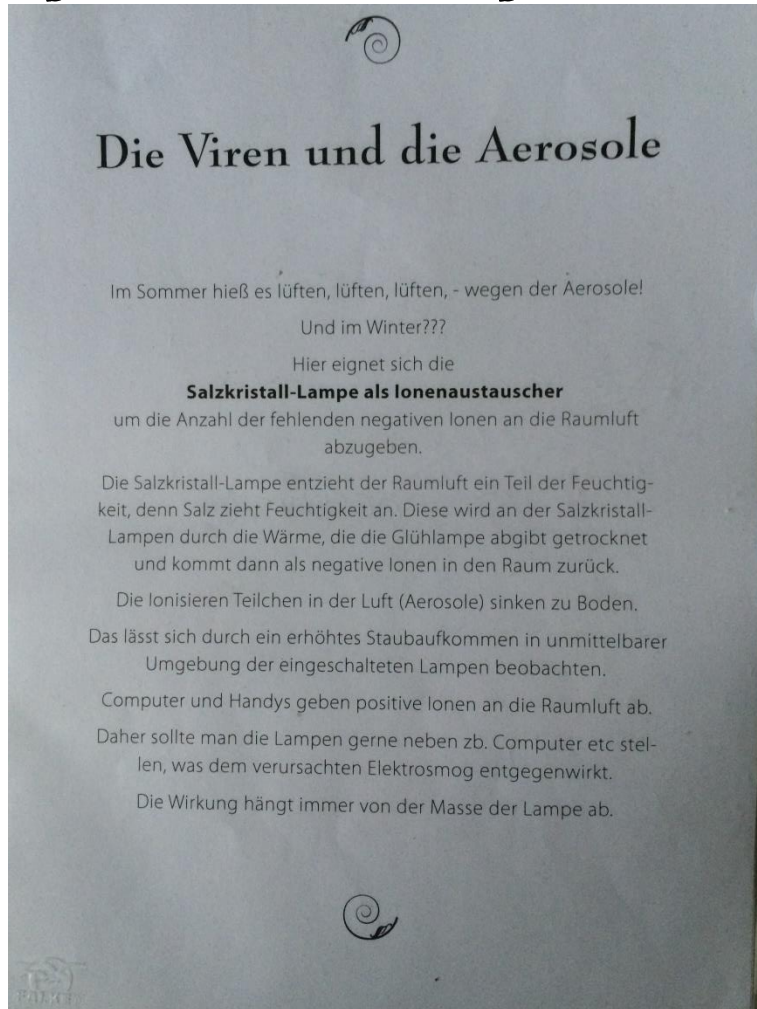 Die Viren und die Aerosole
Im Sommer hieß es lüften, lüften, lüften, - wegen der Aerosole!
Und im Winter???
Hier eignet sich die
Salzkristall-Lampe als Ionenaustauscher
um die Anzahl der fehlenden negativen Ionen an die Raumluft
abzugeben.
Die Salzkristall-Lampe entzieht der Raumluft ein Teil der Feuchtig-
keit, denn Salz zieht Feuchtigkeit an. Diese wird an der Salzkristall-
Lampen durch die Wärme, die die Glühlampe abgibt getrocknet
und kommt dann als negative Ionen in den Raum zurück.
Die Ionisieren Teilchen in der Luft (Aerosole) sinken zu Boden.
Das lässt sich durch ein erhöhtes Staubaufkommen in unmittelbarer
Umgebung der eingeschalteten Lampen beobachten.
Computer und Handys geben positive Ionen an die Raumluft ab.
Daher sollte man die Lampen gerne neben zb. Computer etc stel-
len, was dem verursachten Elektrosmog entgegenwirkt.
Die Wirkung hängt immer von der Masse der Lampe ab.